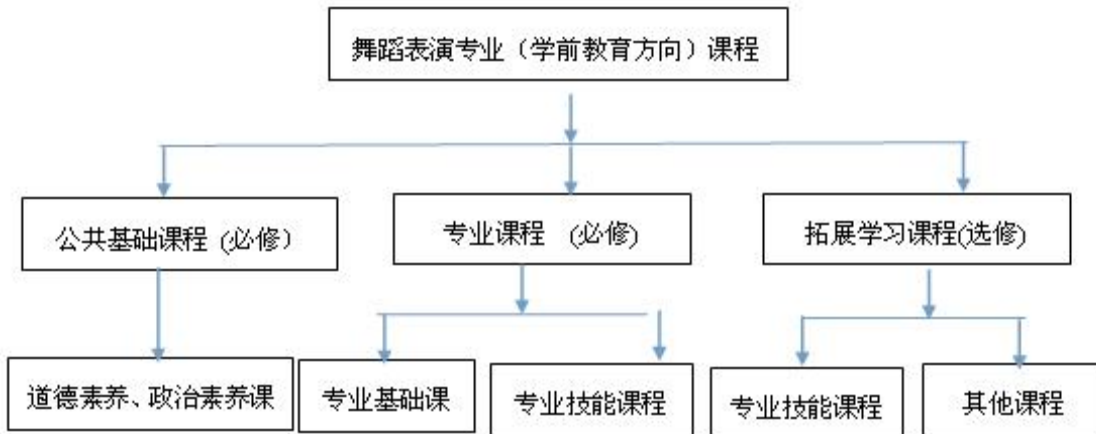 舞蹈表演专业（学前教育方向）课程
公共基础课程 (必修）
专业课程 (必修)
拓展学习课程(选修)
道德素养、政治素养课
专业基础课
专业技能课程
专业技能课程
其他课程